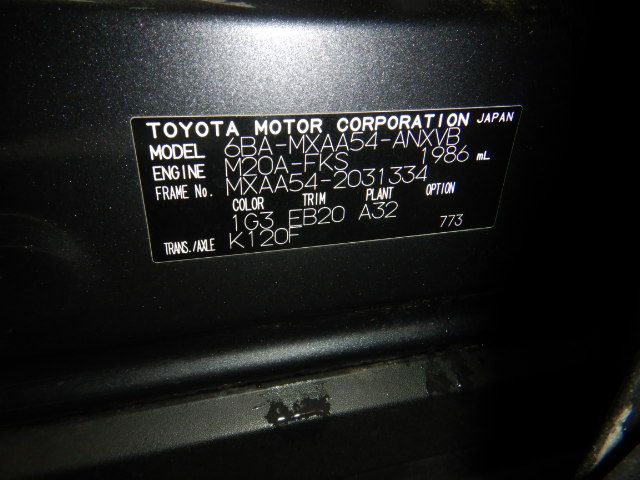 TOYOTA MOTOR CORPORATION JAPAN
MODEL 6BA-MXAA54-ANXVB
ENGINE M20A-FKS 1986 mL
FRAME No. MXAA54-2031334
COLOR TRIM PLANT OPTION
1G3 EB20 A32 773
TRANS./AXLE K120F